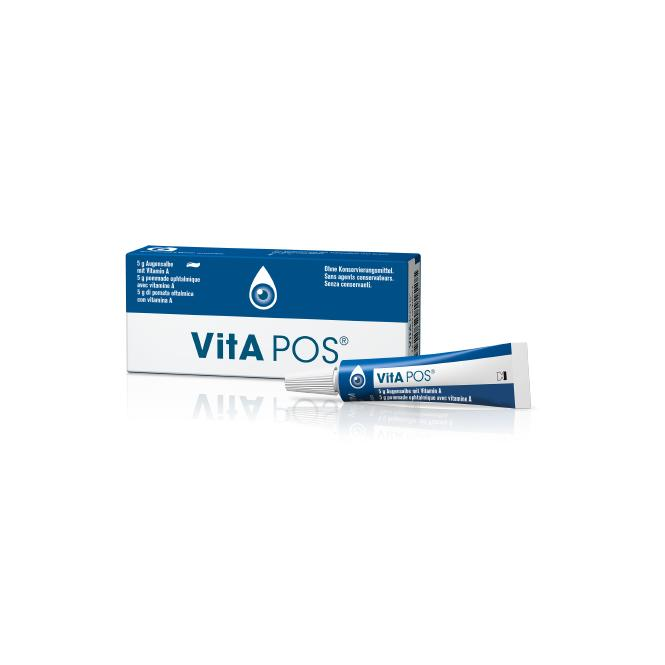 5 g Augensalbe
mit Vitamin A
5 g pommade ophtalmique
avec vitamine A
5 g di pomata oftalmica
con vitamina A
Ohne Konservierungsmittel.
Sans agents conservateurs.
Senza conservanti.
VitA POS®
VitA POS®
5 g Augensalbe mit Vitamin A
5 g pommade ophtalmique avec vitamine A